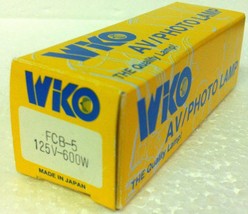 WIKO
FCB-5
125V-600W
MADE IN JAPAN
WIKO
AV/PHOTO LAMP
THE Quality Lamp!
AV/PHOTO LAMP
THE Quality Lamp!